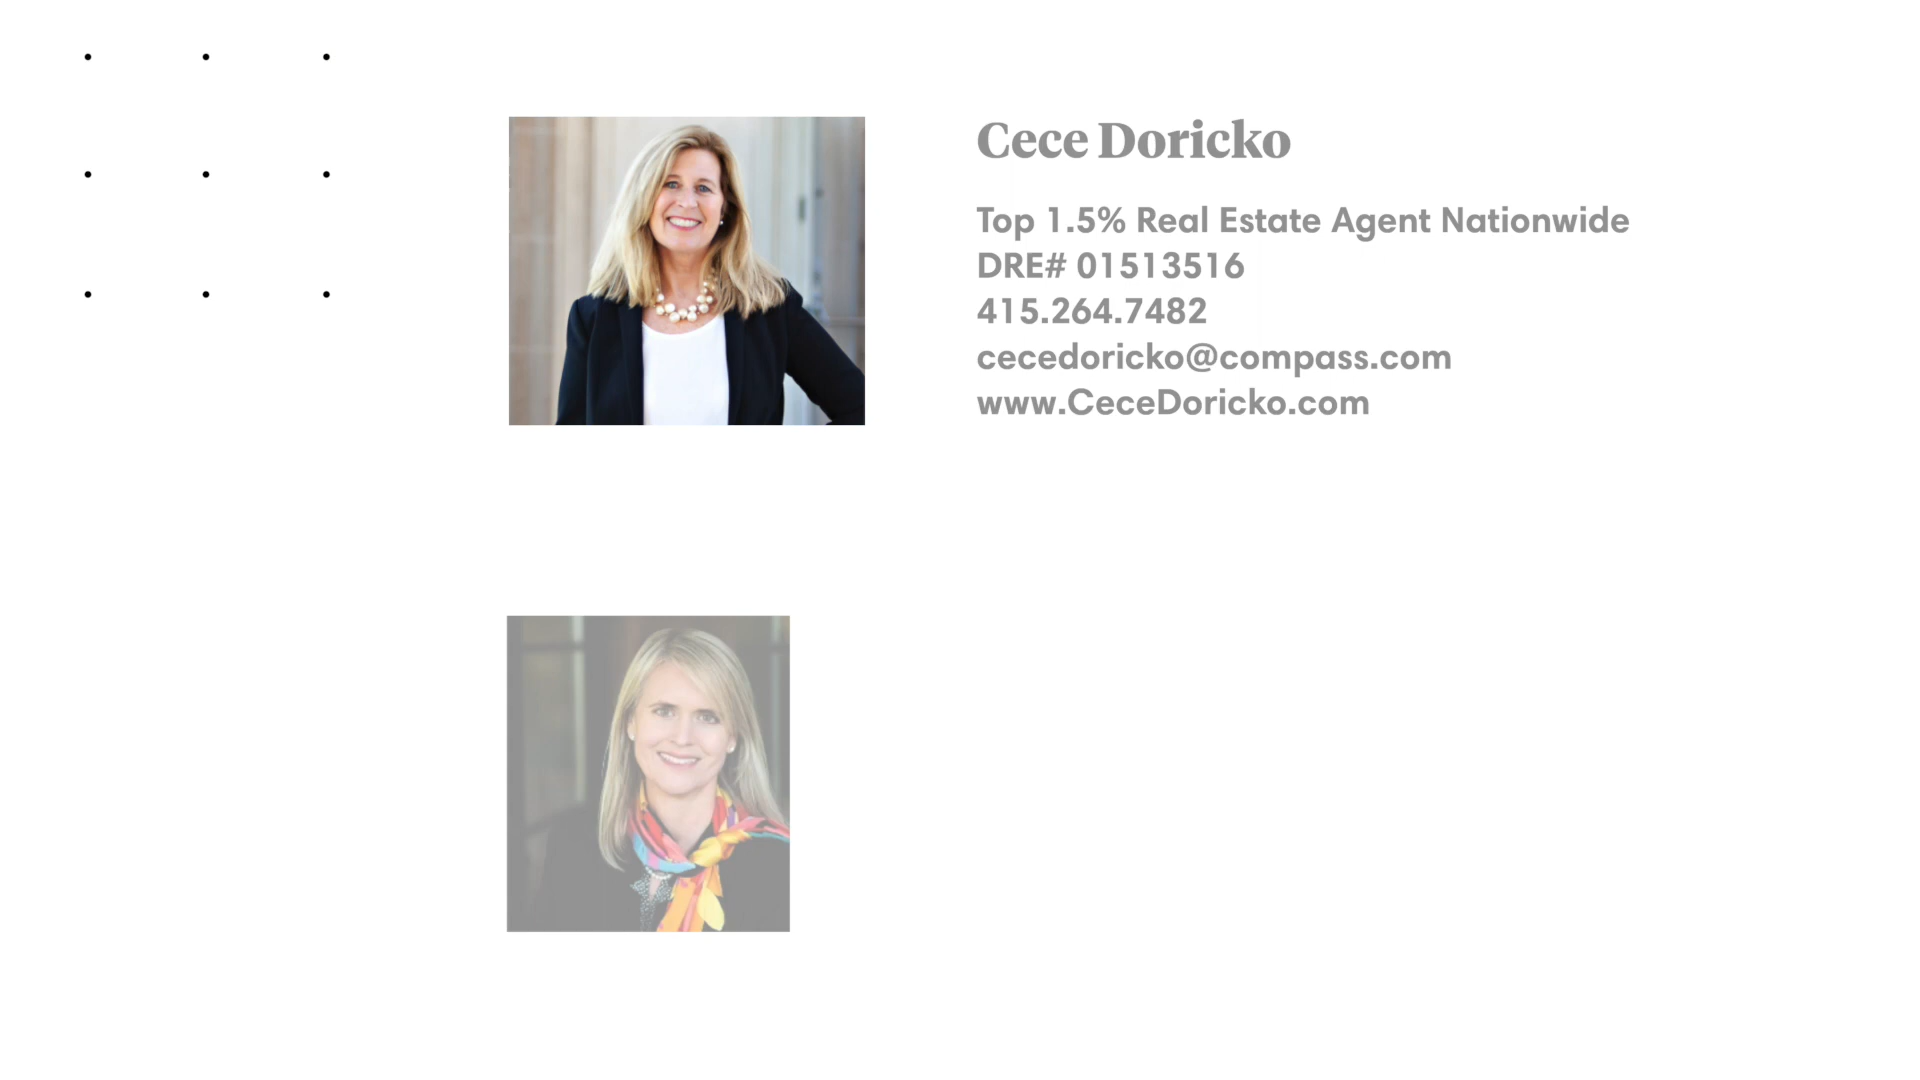 Cece Doricko
Top 1.5% Real Estate Agent Nationwide
DRE# 01513516
415.264.7482
cecedoricko@compass.com
www.CeceDoricko.com